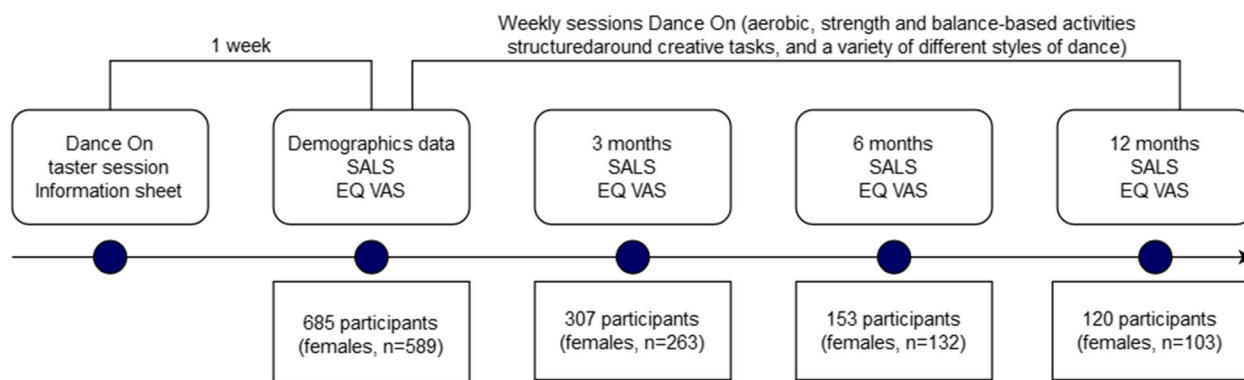 1 week
Weekly sessions Dance On (aerobic, strength and balance-based activities
structuredaround creative tasks, and a variety of different styles of dance)
Dance On
taster session
Information sheet
Demographics data
SALS
EQ VAS
3 months
SALS
EQ VAS
6 months
SALS
EQ VAS
12 months
SALS
EQ VAS
685 participants
(females, n=589)
307 participants
(females, n=263)
153 participants
(females, n=132)
120 participants
(females, n=103)